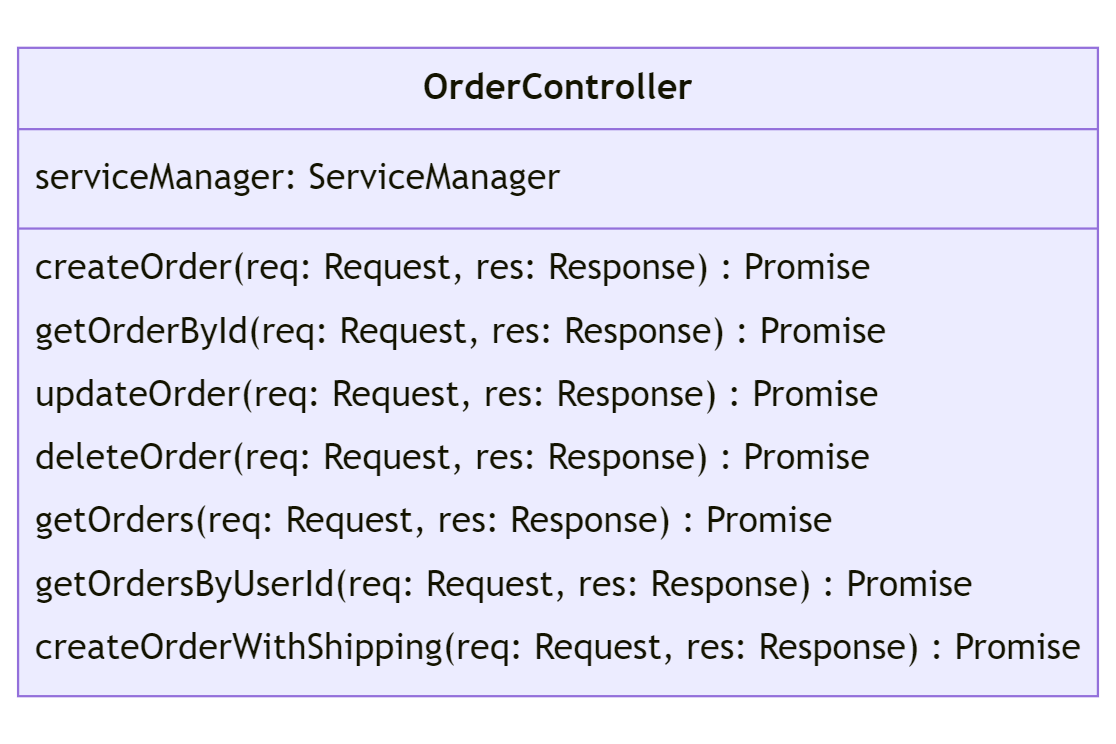 OrderController
serviceManager: ServiceManager
createOrder(req: Request, res: Response) : Promise
getOrderById(req: Request, res: Response) : Promise
updateOrder(req: Request, res: Response) : Promise
deleteOrder(req: Request, res: Response) : Promise
getOrders(req: Request, res: Response) : Promise
getOrdersByUserId(req: Request, res: Response) : Promise
createOrderWithShipping(req: Request, res: Response) : Promise